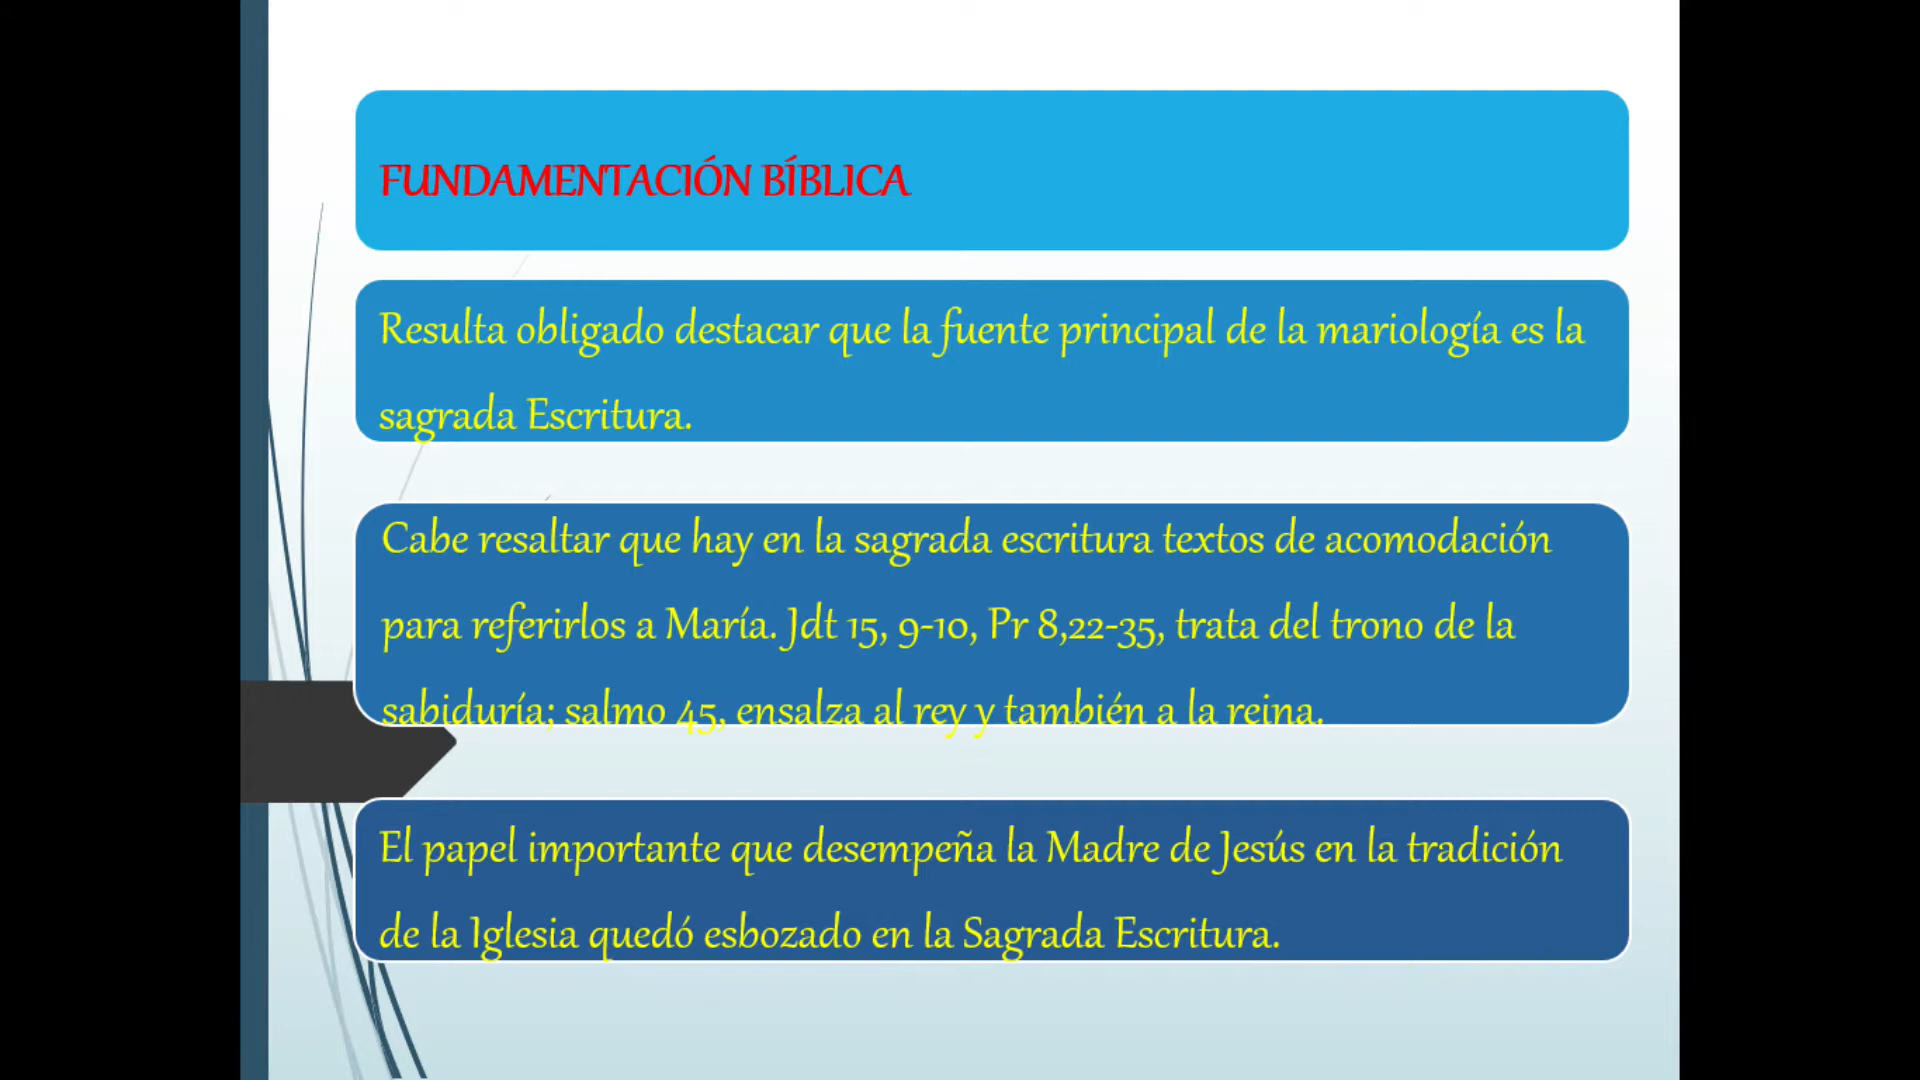 FUNDAMENTACIÓN BÍBLICA
Resulta obligado destacar que la fuente principal de la mariología es la
sagrada Escritura.
Cabe resaltar que hay en la sagrada escritura textos de acomodación
para referirlos a María. Jdt 15, 9-10, Pr 8,22-35, trata del trono de la
sabiduría; salmo 45, ensalza al rey y también a la reina.
El papel importante que desempeña la Madre de Jesús en la tradición
de la Iglesia quedó esbozado en la Sagrada Escritura.